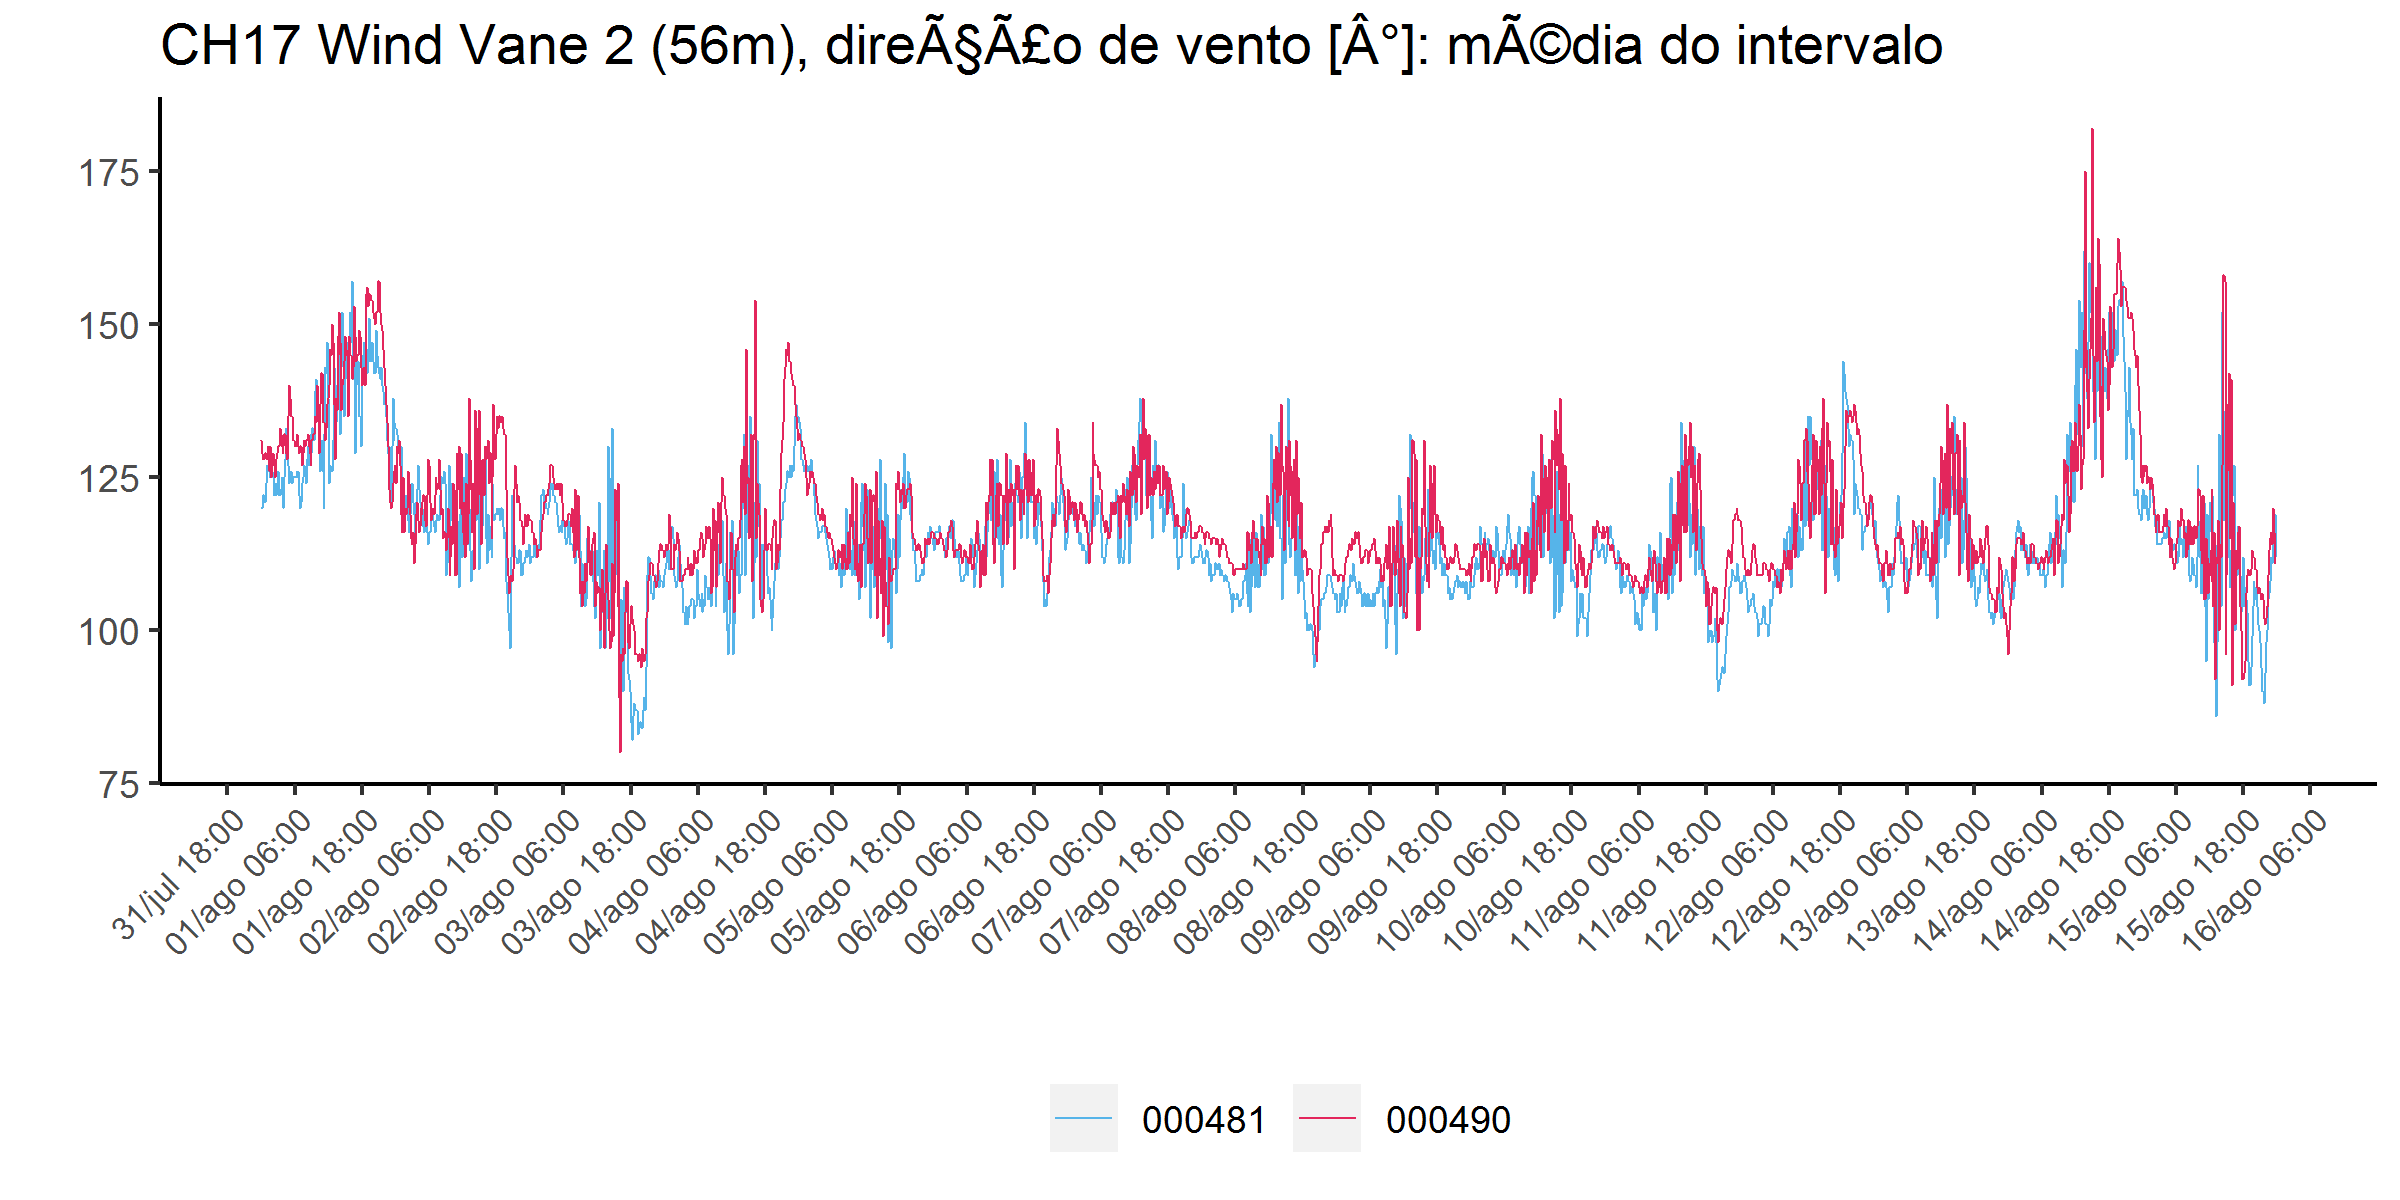 CH17 Wind Vane 2 (56m), direÃ§Ã£o de vento [Â°]: mÃ©dia do intervalo
175
150
125
100
75
31/jul 18:00
01/ago 06:00
01/ago 18:00
02/ago 06:00
02/ago 18:00
03/ago 06:00
03/ago 18:00
04/ago 06:00
04/ago 18:00
05/ago 06:00
05/ago 18:00
06/ago 06:00
06/ago 18:00
07/ago 06:00
07/ago 18:00
08/ago 06:00
08/ago 18:00
09/ago 06:00
09/ago 18:00
10/ago 06:00
10/ago 18:00
11/ago 06:00
11/ago 18:00
12/ago 06:00
12/ago 18:00
13/ago 06:00
13/ago 18:00
14/ago 06:00
14/ago 18:00
15/ago 06:00
15/ago 18:00
16/ago 06:00
000481
000490